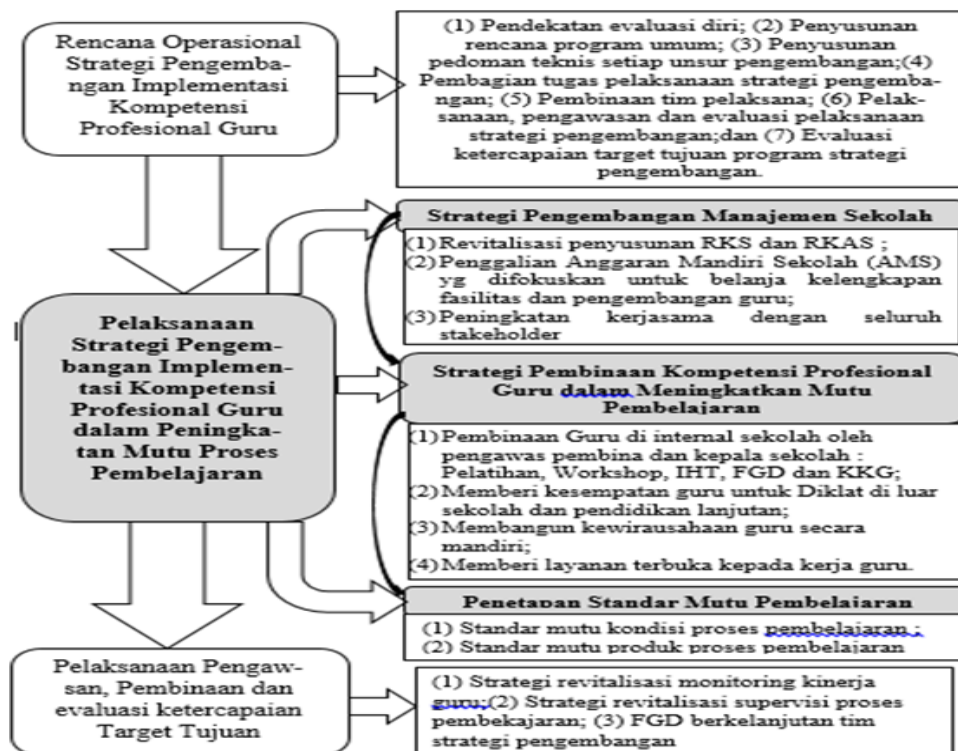 Rencana Operasional
Strategi Pengemba-
ngan Implementasi
Kompetensi
Profesional Guru
(1) Pendekatan evaluasi diri; (2) Penyusunan
rencana program umum; (3) Penyusunan
pedoman teknis setiap unsur pengembangan;(4)
Pembagian tugas pelaksanaan strategi pengemba-
ngan; (5) Pembinaan tim pelaksana; (6) Pelak-
sanaan, pengawasan dan evaluasi pelaksanaan
strategi pengembangan;dan (7) Evaluasi
ketercapaian target tujuan program strategi
pengembangan.
Pelaksanaan
Strategi Pengem-
bangan Implemen-
tasi Kompetensi
Profesional Guru
dalam Peningka-
tan Mutu Proses
Pembelajaran
Strategi Pengembangan Manajemen Sekolah
(1) Revitalisasi penyusunan RKS dan RKAS ;
(2) Penggalian Anggaran Mandiri Sekolah (AMS)
yg difokuskan untuk belanja kelengkapan
fasilitas dan pengembangan guru;
(3) Peningkatan kerjasama dengan seluruh
stakeholder
Strategi Pembinaan Kompetensi Profesional
Guru dalam Meningkatkan Mutu
Pembelajaran
(1) Pembinaan Guru di internal sekolah oleh
pengawas pembina dan kepala sekolah :
Pelatihan, Workshop, IHT, FGD dan KKG;
(2) Memberi kesempatan guru untuk Diklat di luar
sekolah dan pendidikan lanjutan;
(3) Membangun kewirausahaan guru secara
mandiri;
(4) Memberi layanan terbuka kepada kerja guru.
Penetapan Standar Mutu Pembelajaran
(1) Standar mutu kondisi proses pembelajaran ;
(2) Standar mutu produk proses pembelajaran
Pelaksanaan Pengaw-
san, Pembinaan dan
evaluasi ketercapaian
Target Tujuan
(1) Strategi revitalisasi monitoring kinerja
guru;(2) Strategi revitalisasi supervisi proses
pembekajaran; (3) FGD berkelanjutan tim
strategi pengembangan